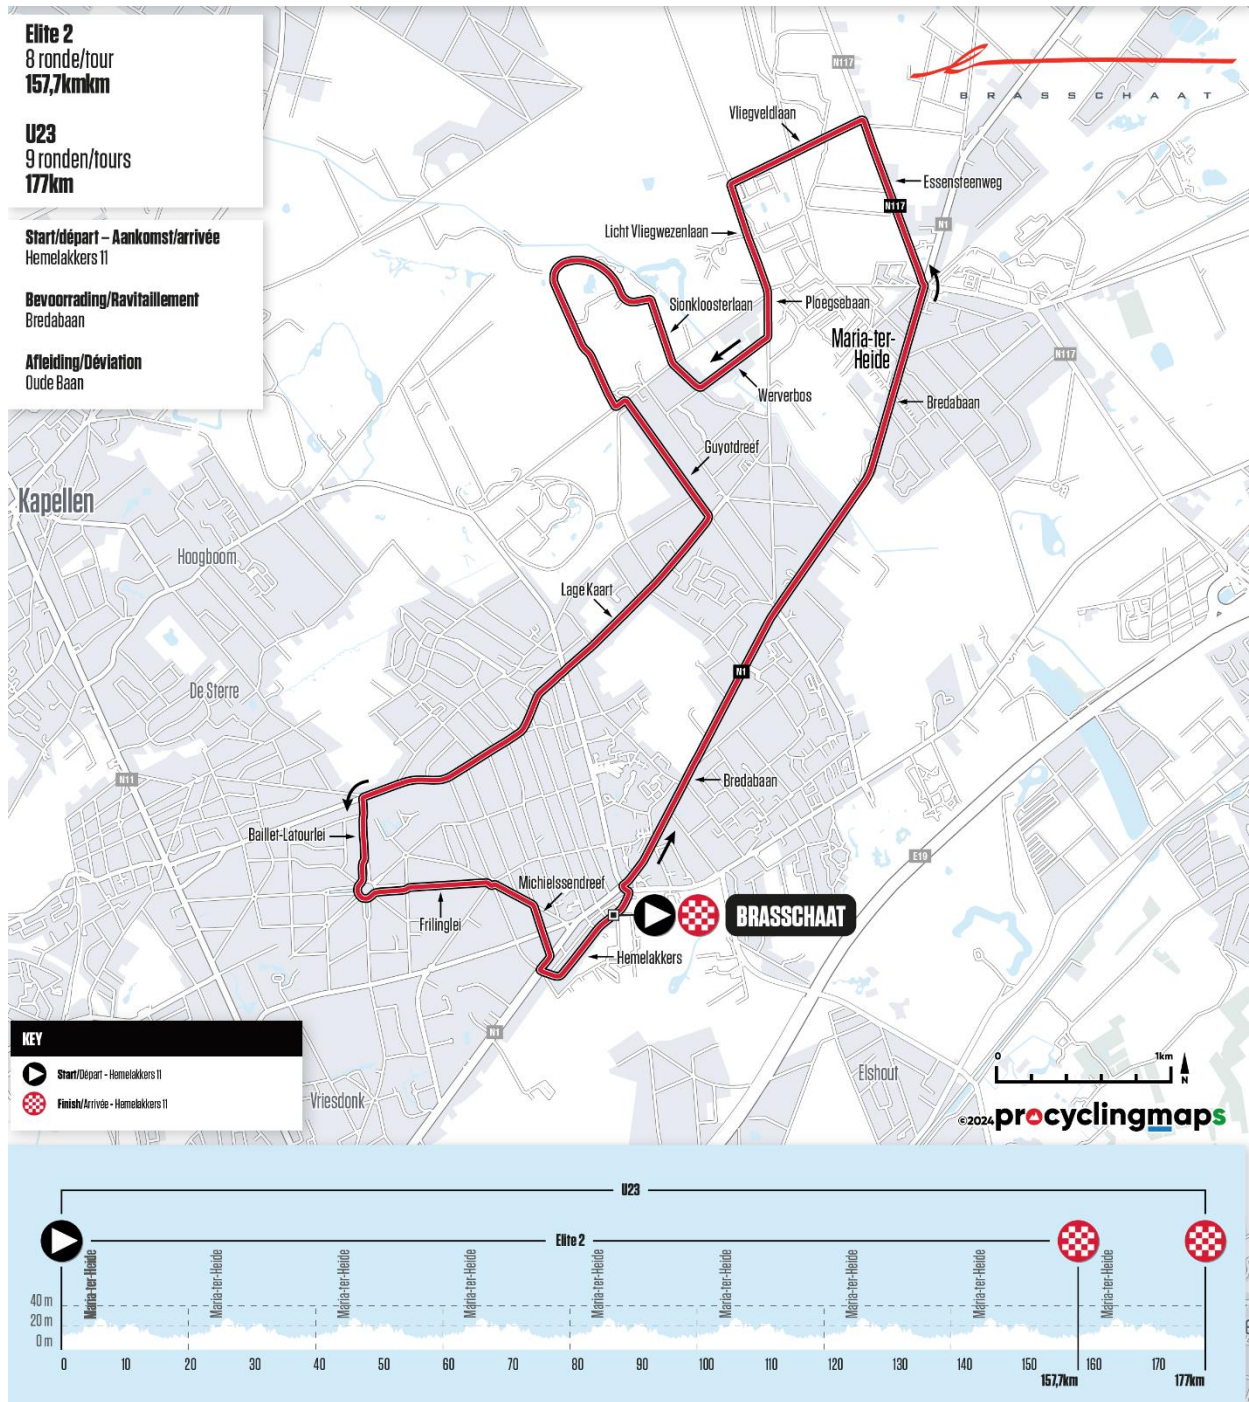 Elite 2
8 ronde/tour
157,7kmkm
U23
9 ronden/tours
177km
Start/départ – Aankomst/arrivée
Hemelakkers 11
Bevoorrading/Ravitaillement
Bredabaan
Afleiding/Déviation
Oude Baan
BRASSCHAAT
N117
Vliegveldlaan
Essensteenweg
N117
N1
Licht Vliegwezenlaan
Sionkloosterlaan
Ploegsebaan
Maria-ter-
Heide
N117
Werverbos
Bredabaan
Guyotdreef
Kapellen
Hoogboom
Lage Kaart
De Sterre
N1
N11
Bredabaan
Baillet-Latourlei
E19
Michielssendreef
Frilinglei
BRASSCHAAT
Hemelakkers
N1
Elshout
Vriesdonk
KEY
Start/Départ - Hemelakkers 11
Finish/Arrivée - Hemelakkers 11
0 1km
N
©2024 procyclingmaps
U23
Elite 2
Maria-ter-Heide
Maria-ter-Heide
Maria-ter-Heide
Maria-ter-Heide
Maria-ter-Heide
Maria-ter-Heide
Maria-ter-Heide
Maria-ter-Heide
Maria-ter-Heide
40 m
20 m
0 m
0 10 20 30 40 50 60 70 80 90 100 110 120 130 140 150 160 170
157,7km 177km